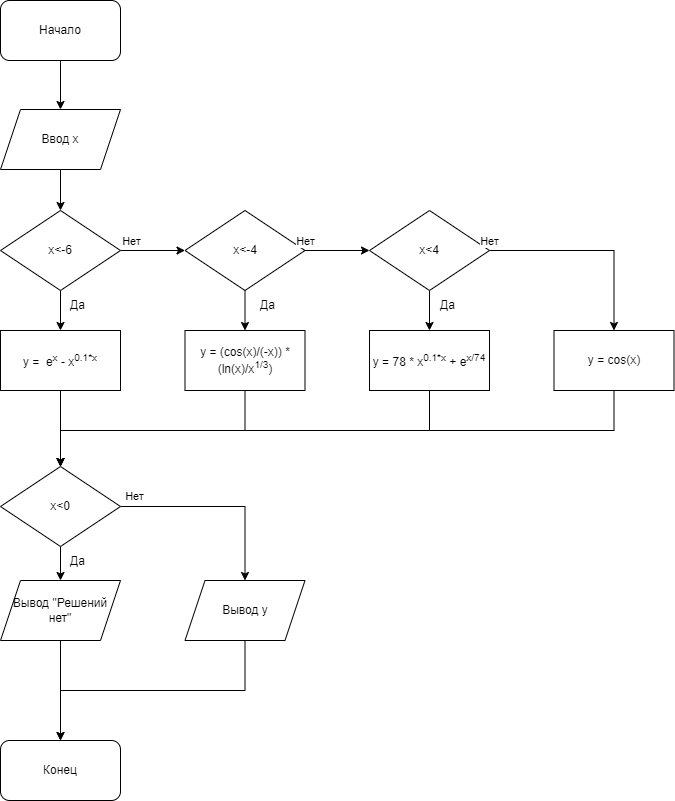 Начало
Ввод x
x<-6
Нет
x<-4
Нет
x<4
Нет
Да
Да
Да
y =  e^x - x^0.1*x
y = (cos(x)/(-x)) *
(ln(x)/x^1/3)
y = 78 * x^0.1*x + e^x/74
y = cos(x)
x<0
Нет
Да
Вывод "Решений
нет"
Вывод y
Конец